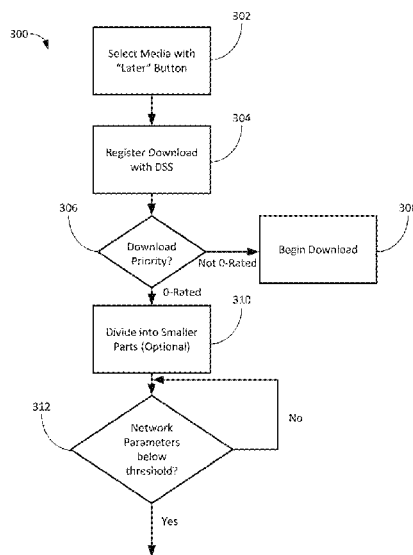 300
302
Select Media with
"Later" Button
304
Register Download
with DSS
306
Download
Priority?
Not 0-Rated
Begin Download
0-Rated
310
Divide into Smaller
Parts (Optional)
312
Network
Parameters
below
threshold?
No
Yes